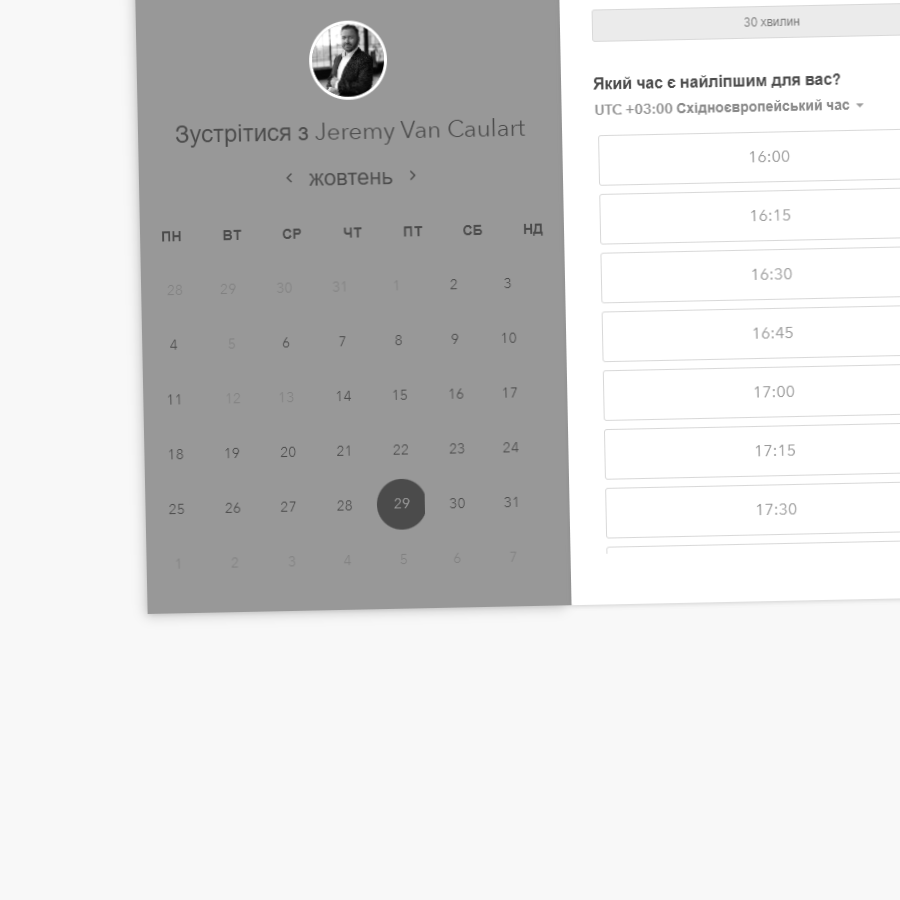 Зустрітися з Jeremy Van Caulart
жовтень
ПН ВТ СР ЧТ ПТ СБ НД
28 29 30 31 1 2 3
4 5 6 7 8 9 10
11 12 13 14 15 16 17
18 19 20 21 22 23 24
25 26 27 28 29 30 31
1 2 3 4 5 6 7
30 хвилин
Який час є найліпшим для вас?
UTC +03:00 Східноєвропейський час
16:00
16:15
16:30
16:45
17:00
17:15
17:30